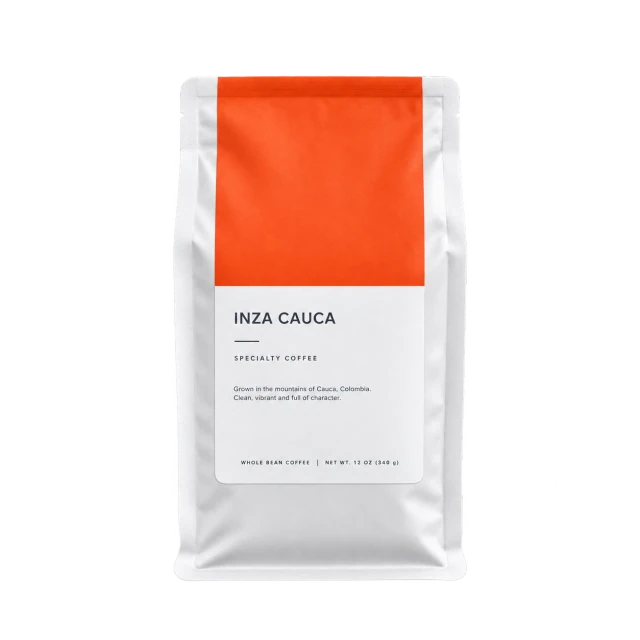 INZA CAUCA
SPECIALTY COFFEE
Grown in the mountains of Cauca, Colombia.
Clean, vibrant and full of character.
WHOLE BEAN COFFEE | NET WT. 12 OZ (340 g)